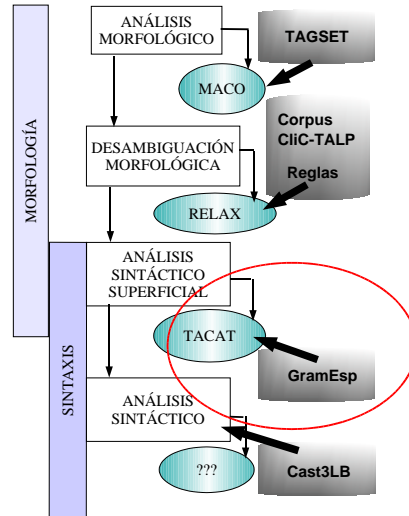 ANÁLISIS
MORFOLÓGICO
TAGSET
MACO
Corpus
CliC-TALP
Reglas
DESAMBIGUACIÓN
MORFOLÓGICA
RELAX
MORFOLOGÍA
ANÁLISIS
SINTÁCTICO
SUPERFICIAL
TACAT
GramEsp
SINTAXIS
ANÁLISIS
SINTÁCTICO
???
Cast3LB